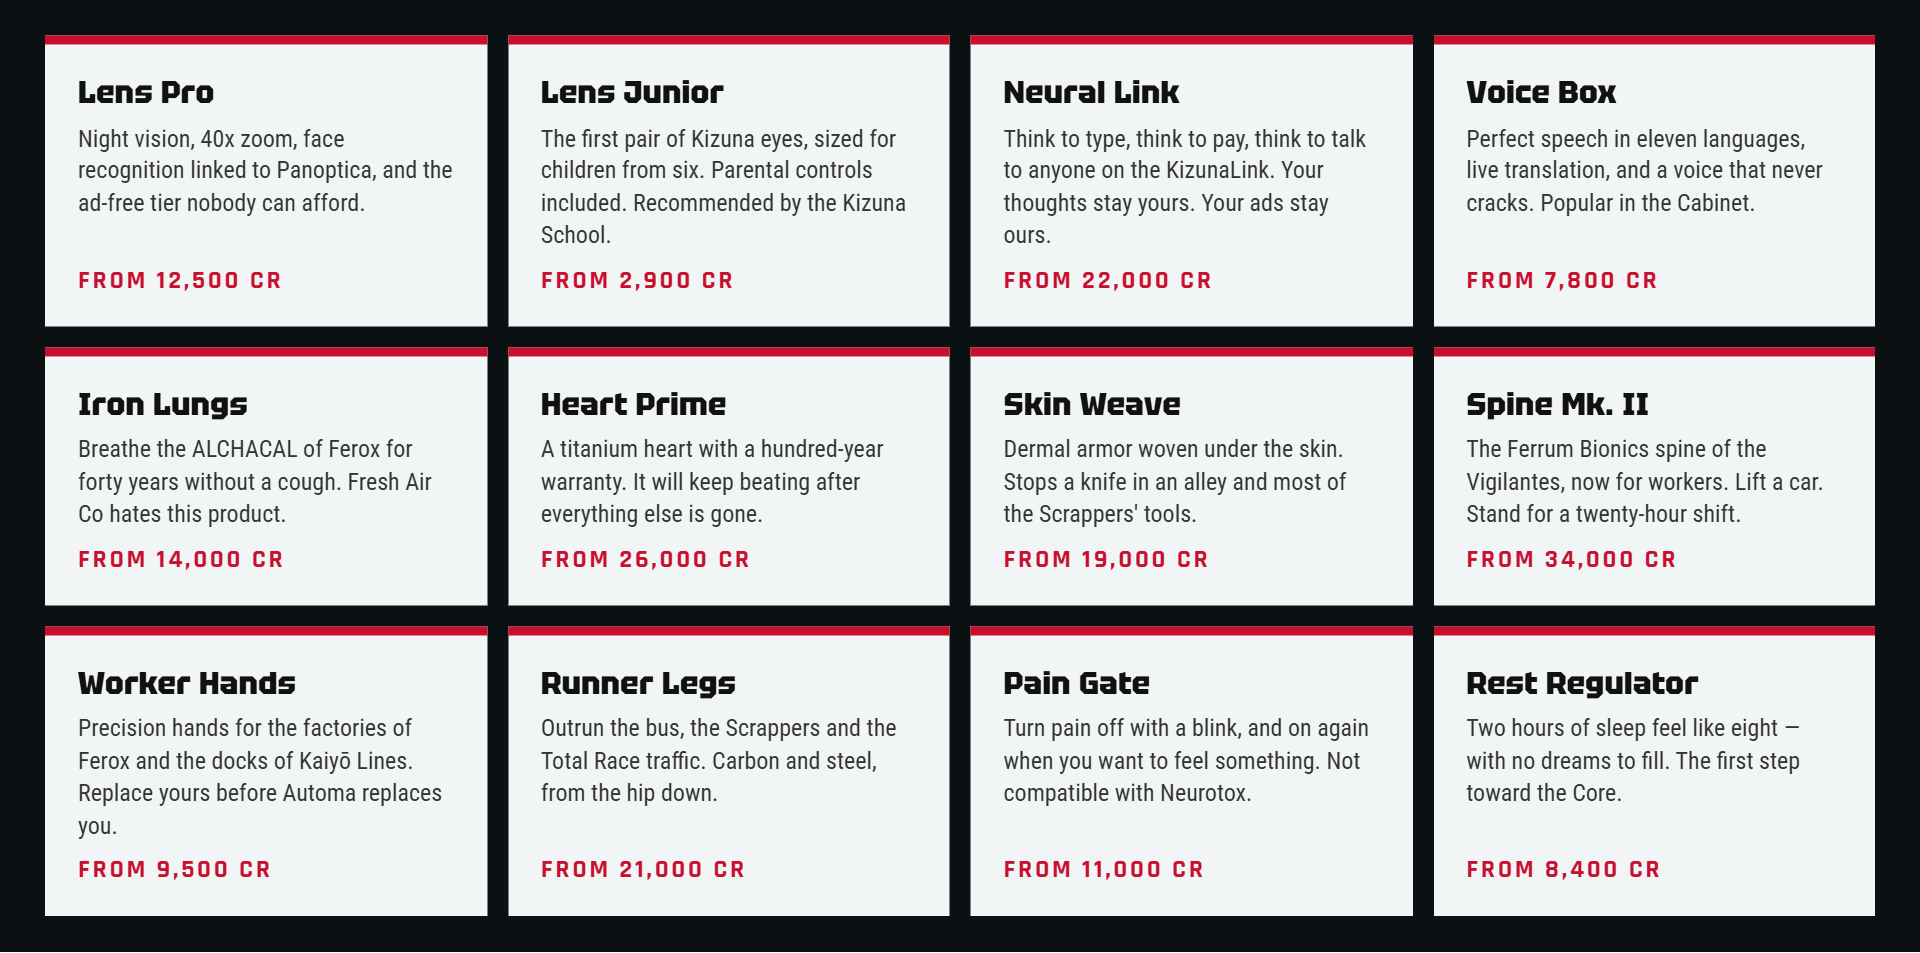 Lens Pro
Night vision, 40x zoom, face
recognition linked to Panoptica, and the
ad-free tier nobody can afford.
FROM 12,500 CR
Lens Junior
The first pair of Kizuna eyes, sized for
children from six. Parental controls
included. Recommended by the Kizuna
School.
FROM 2,900 CR
Neural Link
Think to type, think to pay, think to talk
to anyone on the KizunaLink. Your
thoughts stay yours. Your ads stay
ours.
FROM 22,000 CR
Voice Box
Perfect speech in eleven languages,
live translation, and a voice that never
cracks. Popular in the Cabinet.
FROM 7,800 CR
Iron Lungs
Breathe the ALCHACAL of Ferox for
forty years without a cough. Fresh Air
Co hates this product.
FROM 14,000 CR
Heart Prime
A titanium heart with a hundred-year
warranty. It will keep beating after
everything else is gone.
FROM 26,000 CR
Skin Weave
Dermal armor woven under the skin.
Stops a knife in an alley and most of
the Scrappers' tools.
FROM 19,000 CR
Spine Mk. II
The Ferrum Bionics spine of the
Vigilantes, now for workers. Lift a car.
Stand for a twenty-hour shift.
FROM 34,000 CR
Worker Hands
Precision hands for the factories of
Ferox and the docks of Kaiyō Lines.
Replace yours before Automa replaces
you.
FROM 9,500 CR
Runner Legs
Outrun the bus, the Scrappers and the
Total Race traffic. Carbon and steel,
from the hip down.
FROM 21,000 CR
Pain Gate
Turn pain off with a blink, and on again
when you want to feel something. Not
compatible with Neurotox.
FROM 11,000 CR
Rest Regulator
Two hours of sleep feel like eight —
with no dreams to fill. The first step
toward the Core.
FROM 8,400 CR